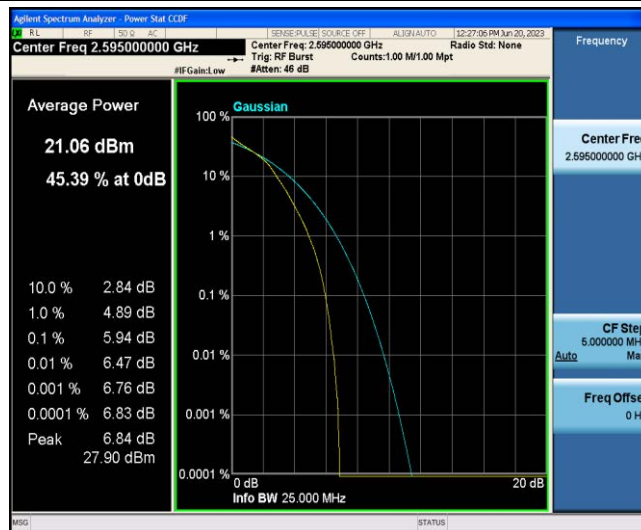 Agilent Spectrum Analyzer - Power Stat CCDF
RL RF 50 Ω AC SENSE:PULSE SOURCE OFF ALIGN AUTO 12:27:06 PM Jun 20, 2023
Center Freq 2.595000000 GHz
Center Freq: 2.595000000 GHz Radio Std: None
Trig: RF Burst Counts:1.00 M/1.00 Mpt
#IFGain:Low #Atten: 46 dB
Frequency
Average Power
21.06 dBm
45.39 % at 0dB
10.0 % 2.84 dB
1.0 % 4.89 dB
0.1 % 5.94 dB
0.01 % 6.47 dB
0.001 % 6.76 dB
0.0001 % 6.83 dB
Peak 6.84 dB
27.90 dBm
Gaussian
100 %
10 %
1 %
0.1 %
0.01 %
0.001 %
0.0001 %
0 dB 20 dB
Info BW 25.000 MHz
Center Fre
2.595000000 GH
CF Ste
5.000000 MH
Auto Ma
Freq Offse
0 H
MSG STATUS